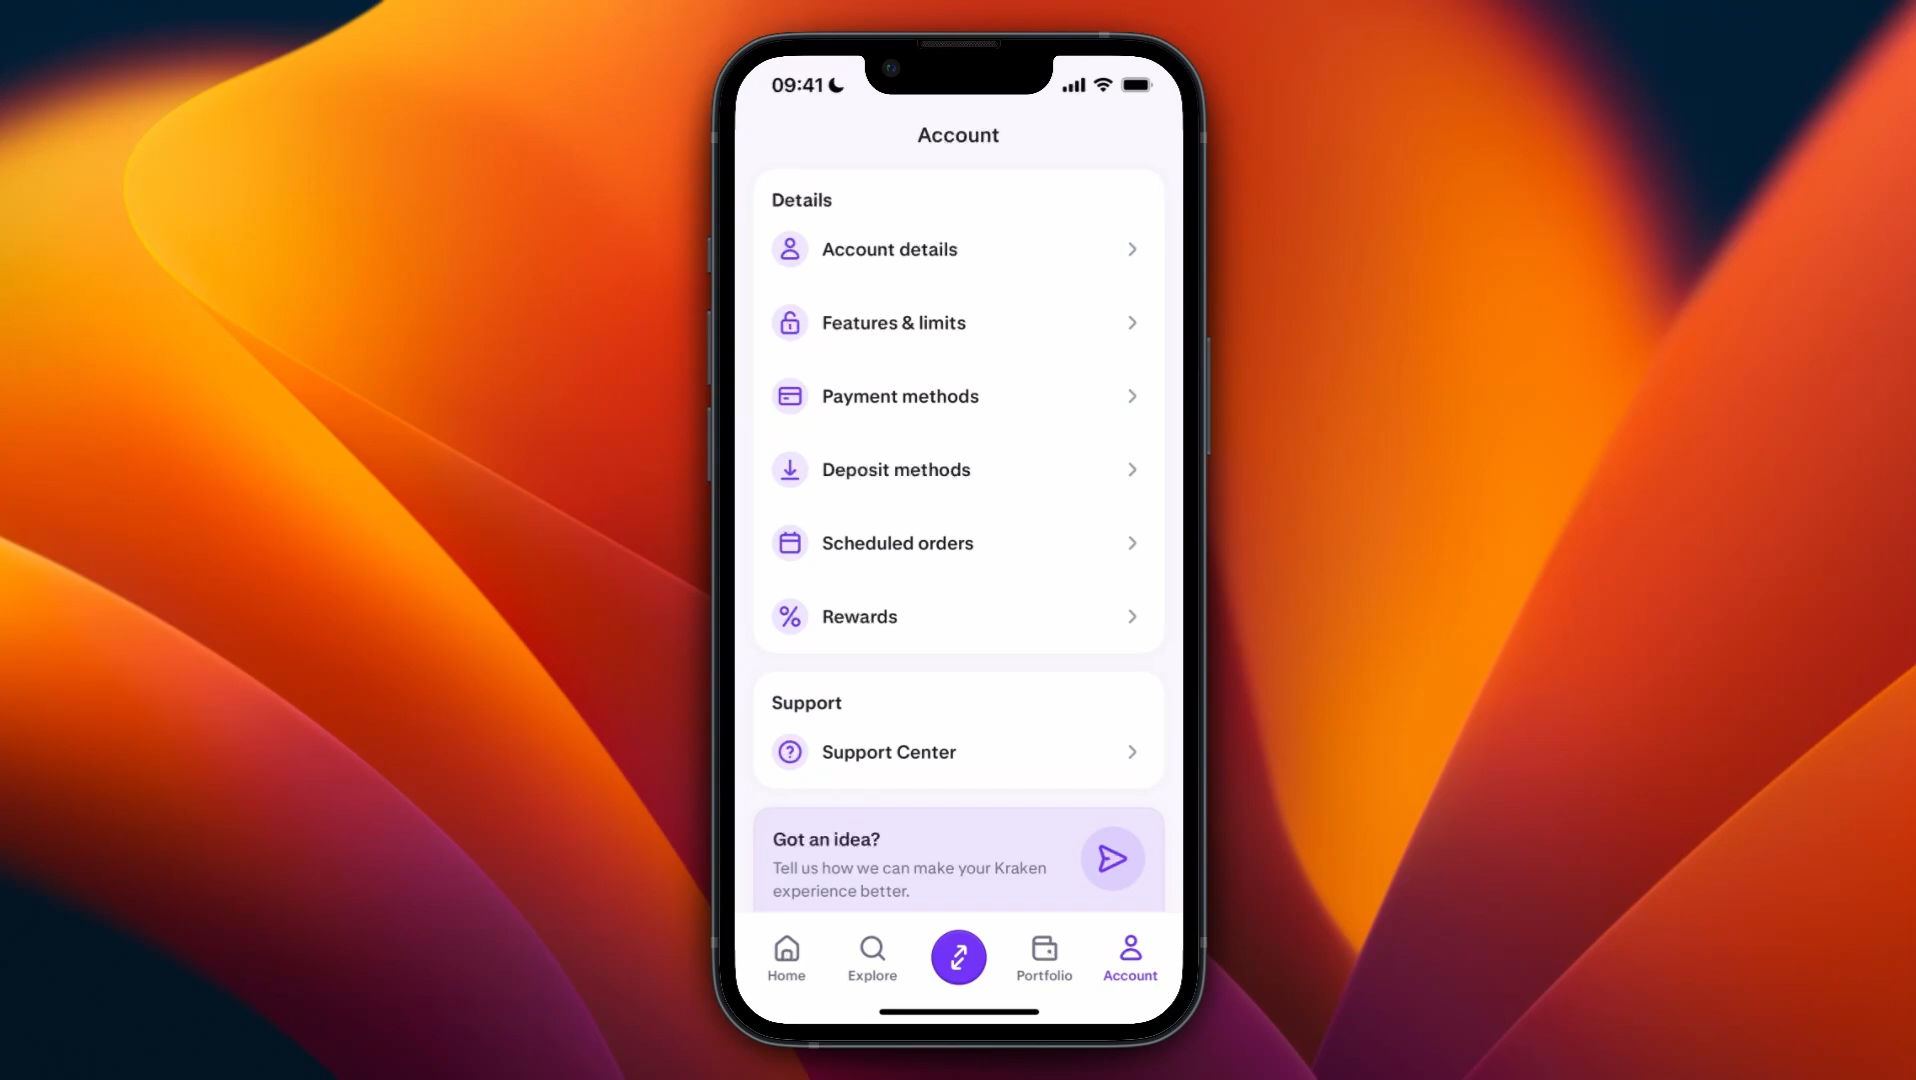 09:41
Account
Details
Account details
Features & limits
Payment methods
Deposit methods
Scheduled orders
Rewards
Support
Support Center
Got an idea?
Tell us how we can make your Kraken
experience better.
Home
Explore
Portfolio
Account